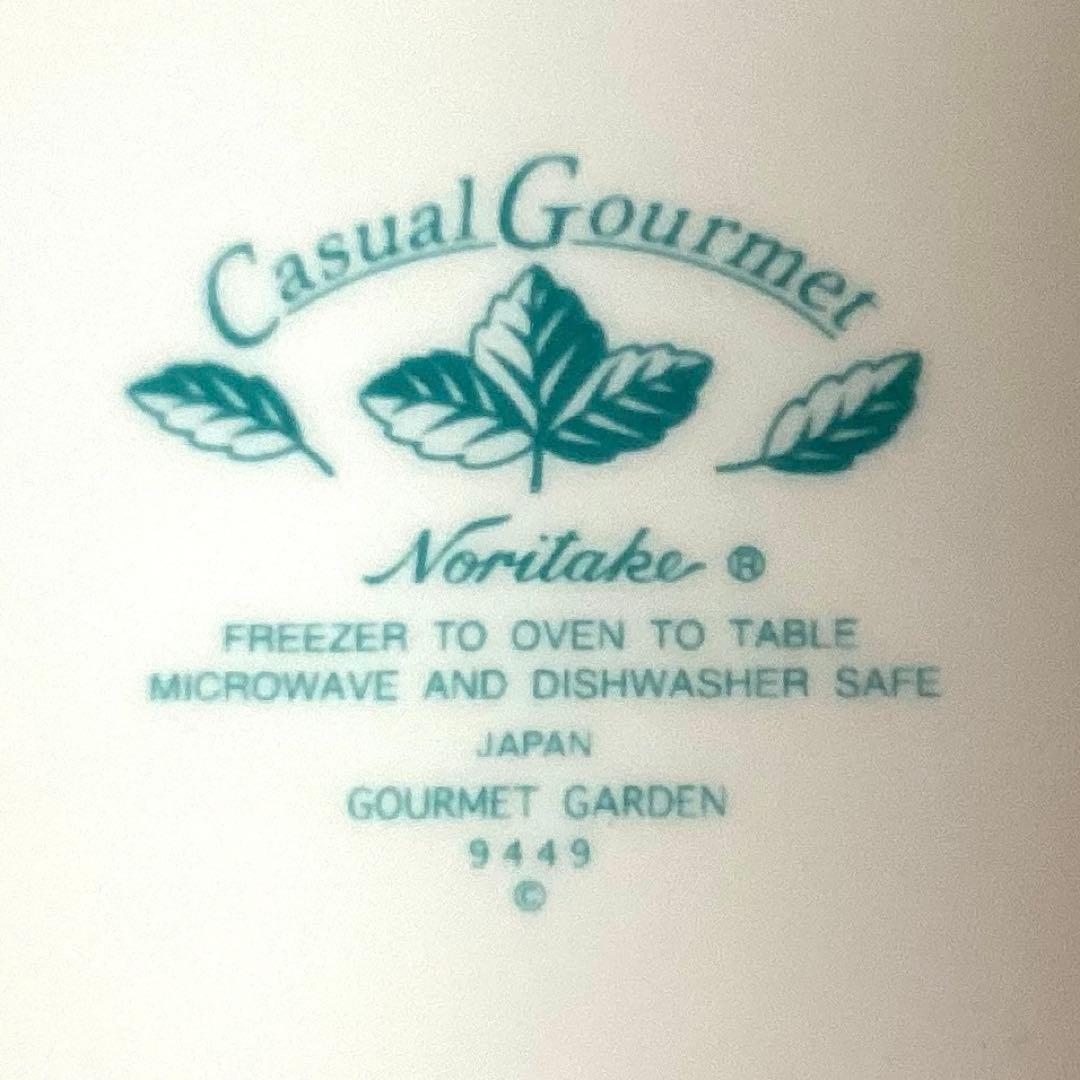 Casual Gourmet
Noritake ®
FREEZER TO OVEN TO TABLE
MICROWAVE AND DISHWASHER SAFE
JAPAN
GOURMET GARDEN
9449
©